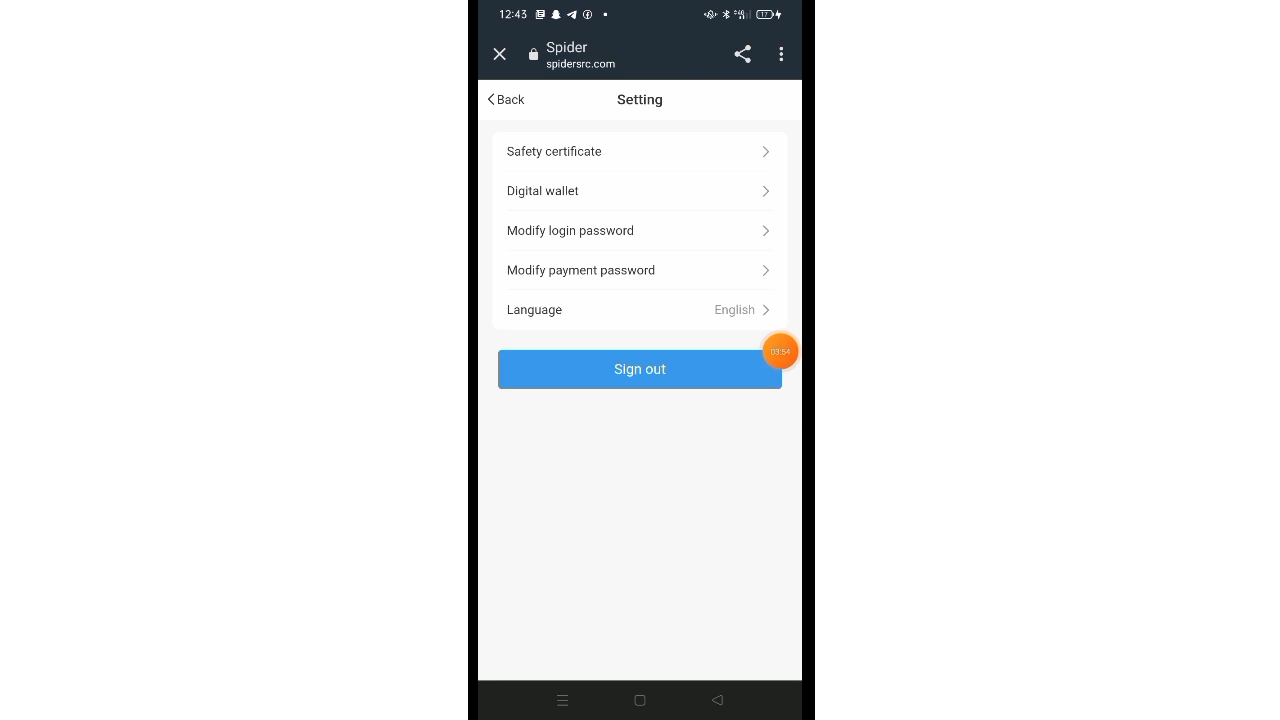 12:43
17
Spider
spidersrc.com
Back
Setting
Safety certificate
Digital wallet
Modify login password
Modify payment password
Language English
03:54
Sign out